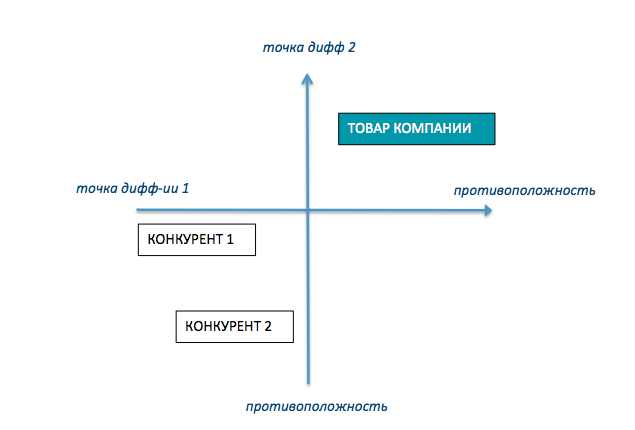 точка дифф 2
ТОВАР КОМПАНИИ
точка дифф-ии 1
противоположность
КОНКУРЕНТ 1
КОНКУРЕНТ 2
противоположность